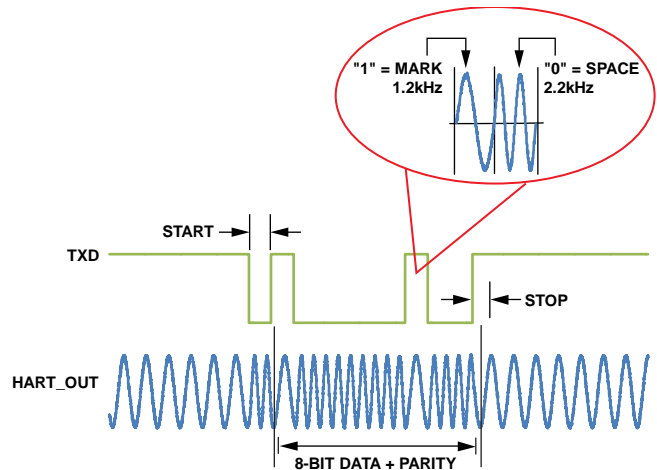 "1" = MARK
1.2kHz
"0" = SPACE
2.2kHz
START
TXD
STOP
HART_OUT
8-BIT DATA + PARITY